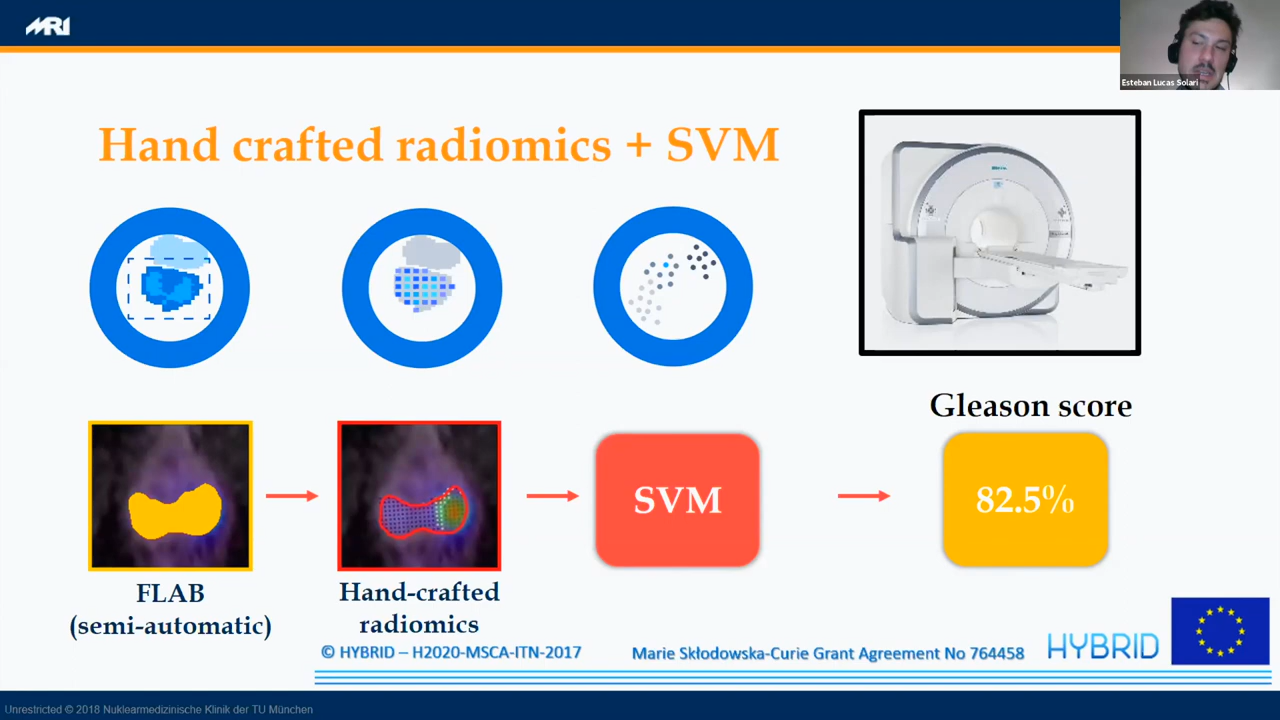 MRI
Esteban Lucas Solari
Hand crafted radiomics + SVM
Gleason score
SVM
82.5%
FLAB
(semi-automatic)
Hand-crafted
radiomics
© HYBRID – H2020-MSCA-ITN-2017
Marie Skłodowska-Curie Grant Agreement No 764458
HYBRID
Unrestricted © 2018 Nuklearmedizinische Klinik der TU München